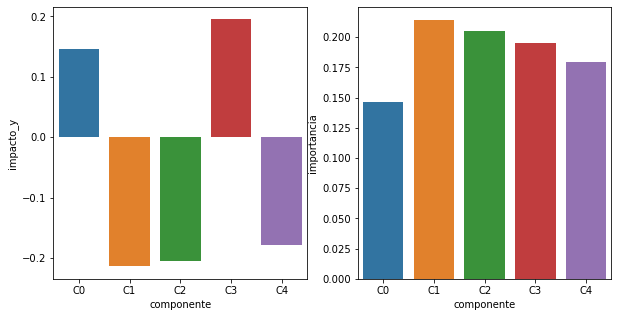 impacto_y
0.2
0.1
0.0
−0.1
−0.2
C0 C1 C2 C3 C4
componente
importancia
0.200
0.175
0.150
0.125
0.100
0.075
0.050
0.025
0.000
C0 C1 C2 C3 C4
componente